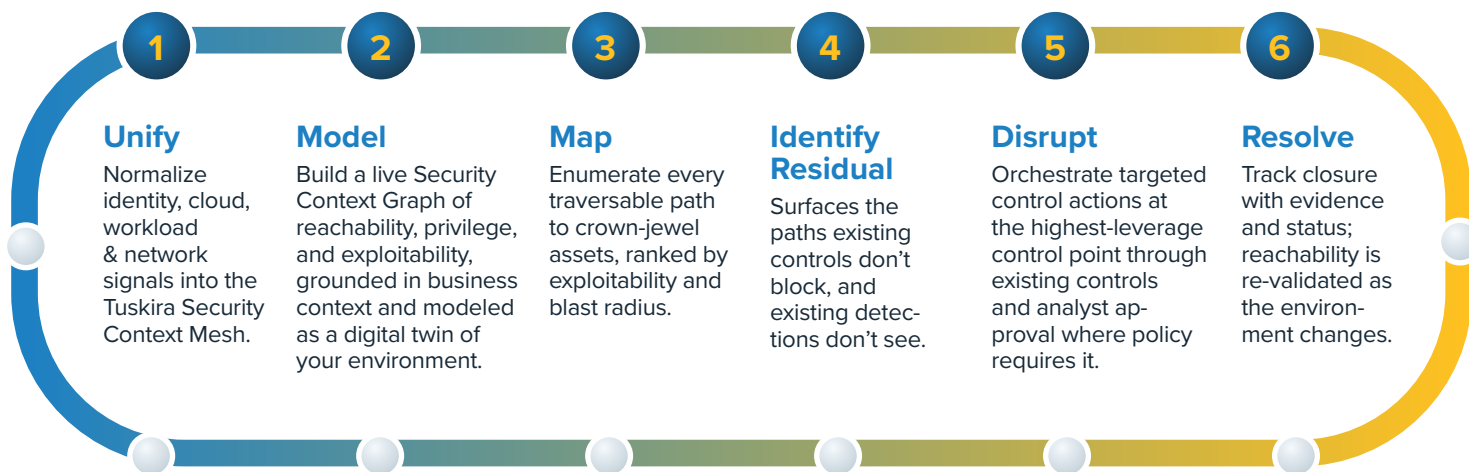 1
2
3
4
5
6
Unify
Normalize
identity, cloud,
workload
& network
signals into the
Tuskira Security
Context Mesh.
Model
Build a live Security
Context Graph of
reachability, privilege,
and exploitability,
grounded in business
context and modeled
as a digital twin of
your environment.
Map
Enumerate every
traversable path
to crown-jewel
assets, ranked by
exploitability and
blast radius.
Identify
Residual
Surfaces the
paths existing
controls don't
block, and
existing detec-
tions don't see.
Disrupt
Orchestrate targeted
control actions at
the highest-leverage
control point through
existing controls
and analyst ap-
proval where policy
requires it.
Resolve
Track closure
with evidence
and status;
reachability is
re-validated as
the environ-
ment changes.